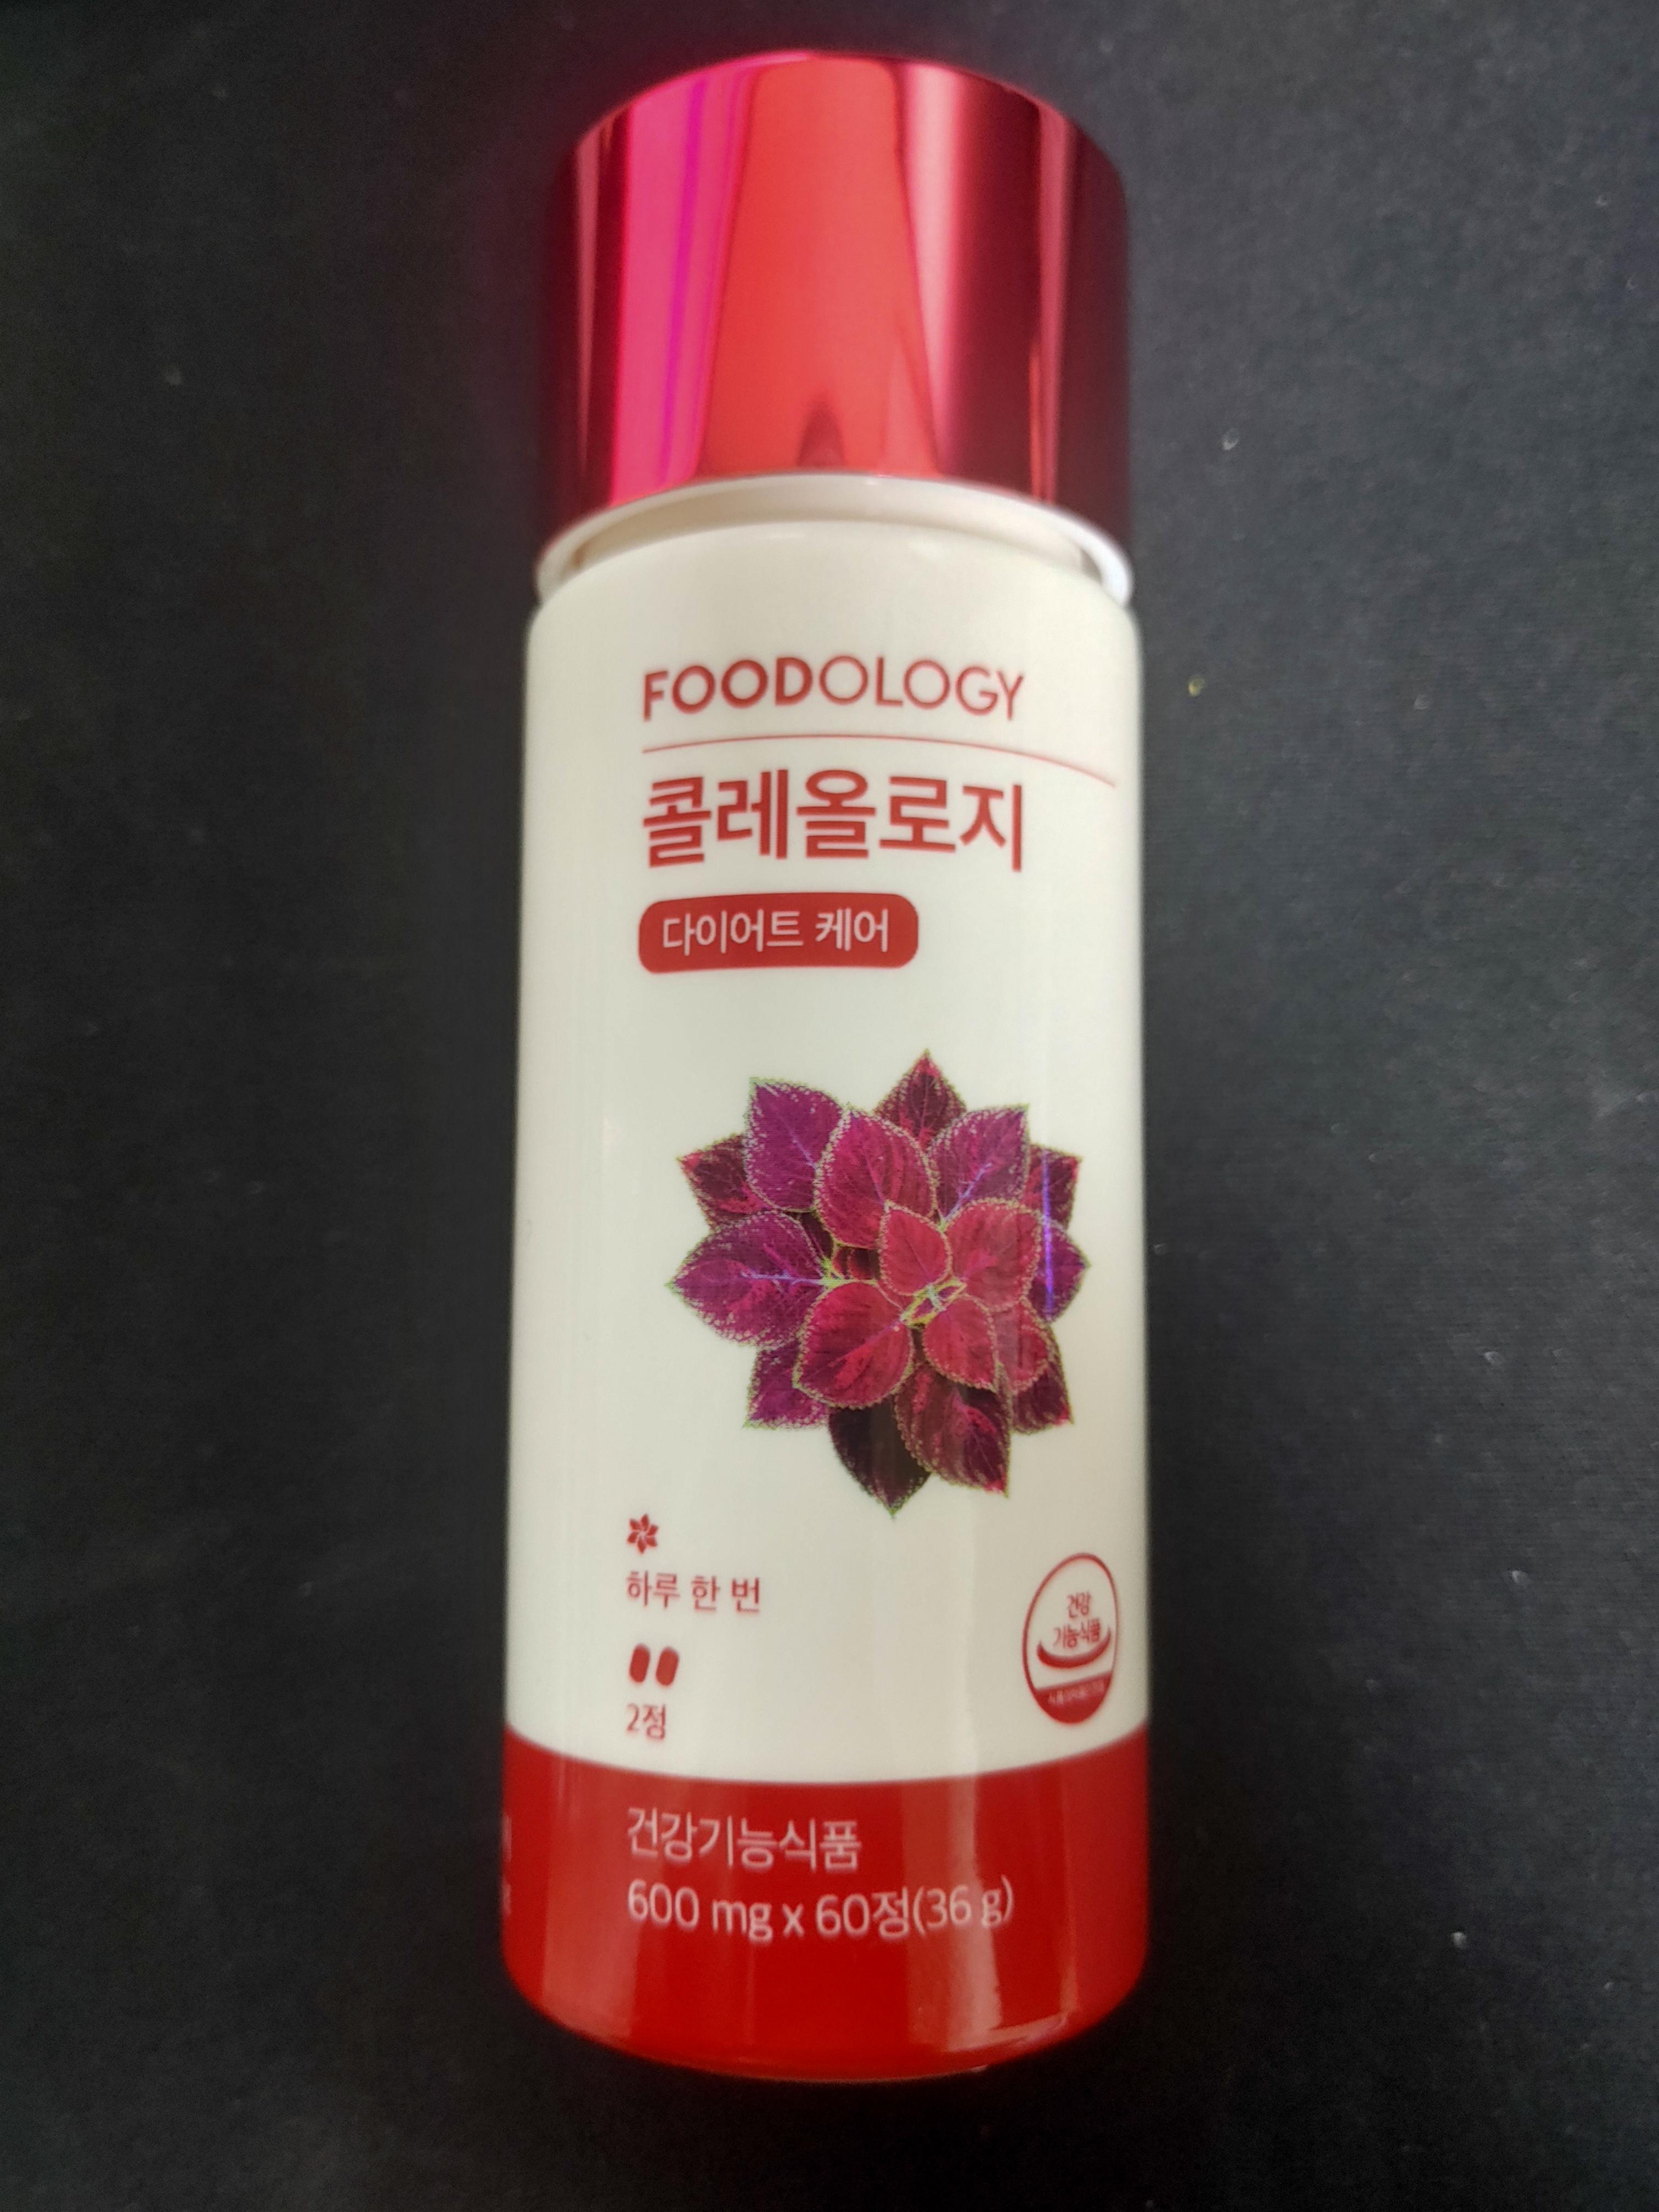 FOODOLOGY
콜레올로지
다이어트 케어
하루 한 번
2정
건강
기능식품
건강기능식품
600 mg x 60정(36 g)